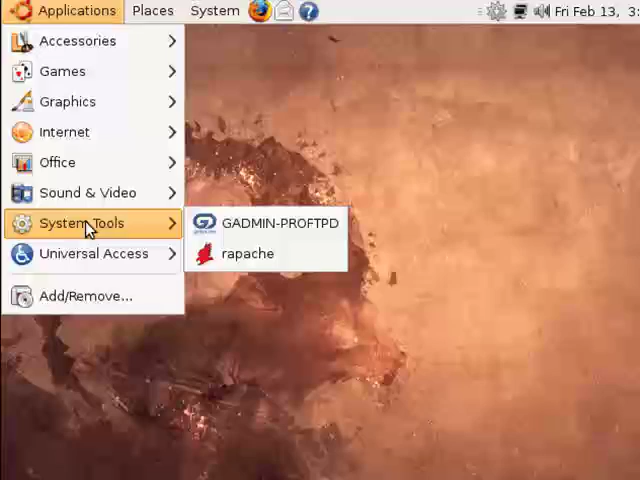 Applications Places System Fri Feb 13, 3:
Accessories
Games
Graphics
Internet
Office
Sound & Video
System Tools
GADMIN-PROFTPD
Universal Access
rapache
Add/Remove...